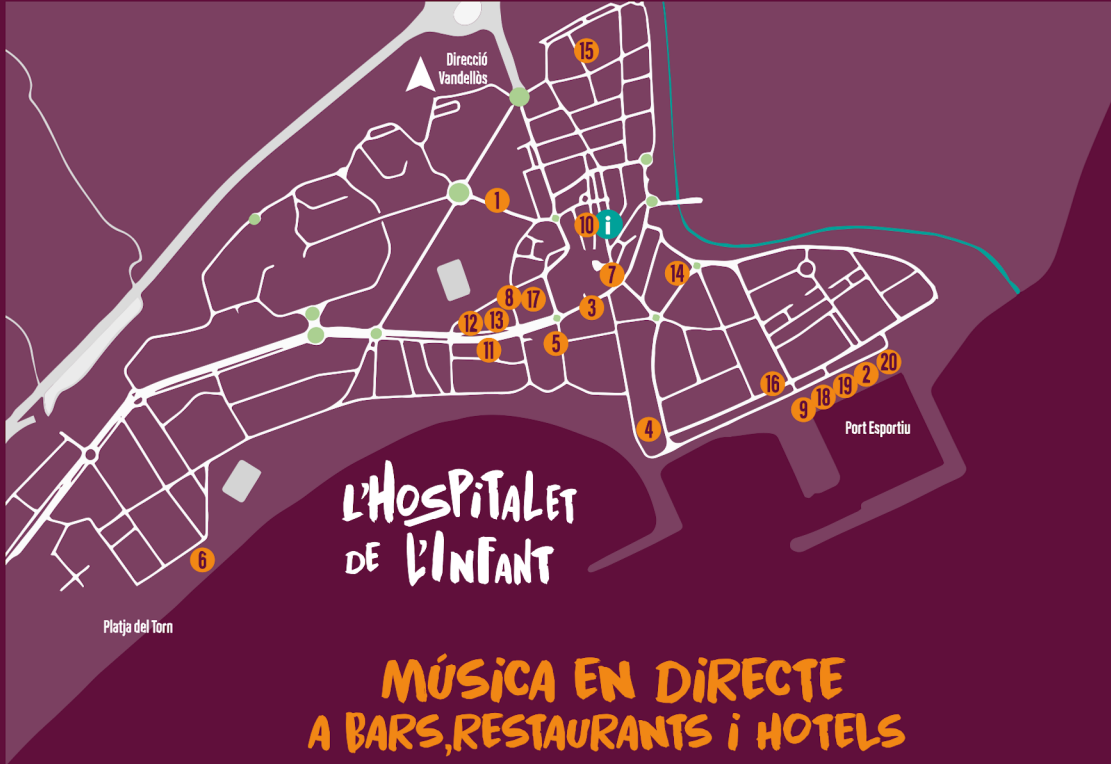 15
Direcció
Vandellòs
1
10 i
7
14
8 17
3
12 13
5
11
20
2
16
19
18
9
4
Port Esportiu
L'HOSPiTALET
DE L'INFANT
6
Platja del Torn
MÚSiCA EN DiRECTE
A BARS,RESTAURANTS i HOTELS